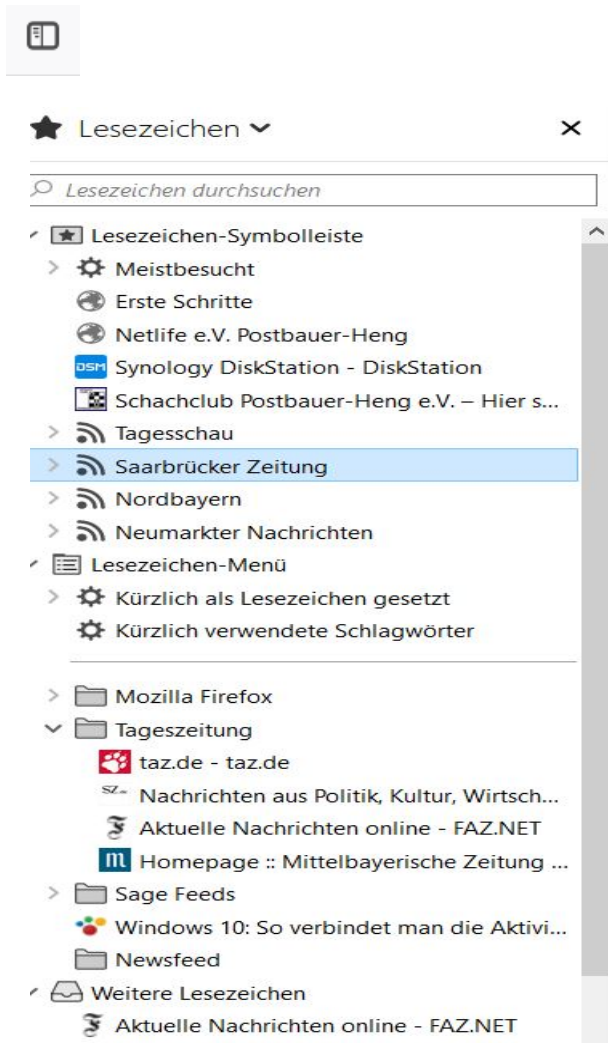 Lesezeichen
Lesezeichen durchsuchen
Lesezeichen-Symbolleiste
Meistbesucht
Erste Schritte
Netlife e.V. Postbauer-Heng
DSM Synology DiskStation - DiskStation
Schachclub Postbauer-Heng e.V. – Hier s...
Tagesschau
Saarbrücker Zeitung
Nordbayern
Neumarkter Nachrichten
Lesezeichen-Menü
Kürzlich als Lesezeichen gesetzt
Kürzlich verwendete Schlagwörter
Mozilla Firefox
Tageszeitung
taz.de - taz.de
SZ Nachrichten aus Politik, Kultur, Wirtsch...
Aktuelle Nachrichten online - FAZ.NET
m Homepage :: Mittelbayerische Zeitung ...
Sage Feeds
Windows 10: So verbindet man die Aktivi...
Newsfeed
Weitere Lesezeichen
Aktuelle Nachrichten online - FAZ.NET